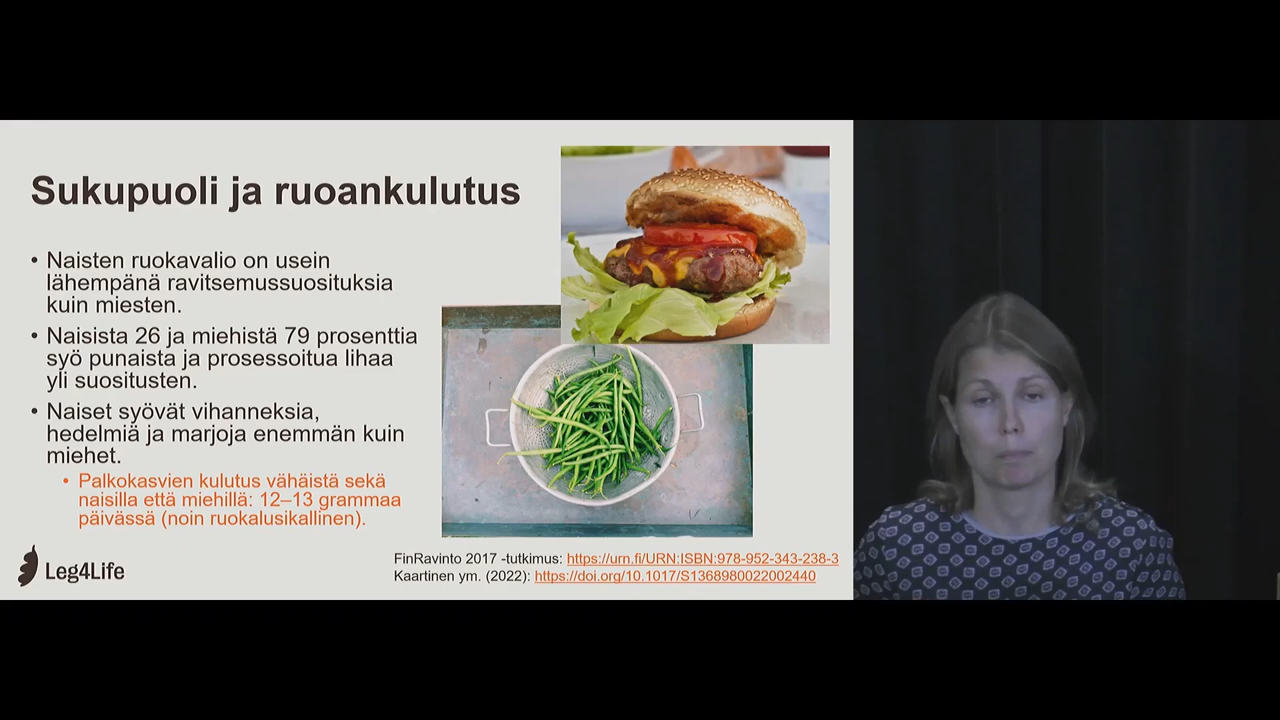 Sukupuoli ja ruoankulutus
• Naisten ruokavalio on usein
lähempänä ravitsemussuosituksia
kuin miesten.
• Naisista 26 ja miehistä 79 prosenttia
syö punaista ja prosessoitua lihaa
yli suositusten.
• Naiset syövät vihanneksia,
hedelmiä ja marjoja enemmän kuin
miehet.
• Palkokasvien kulutus vähäistä sekä
naisilla että miehillä: 12–13 grammaa
päivässä (noin ruokalusikallinen).
FinRavinto 2017 -tutkimus: https://urn.fi/URN:ISBN:978-952-343-238-3
Kaartinen ym. (2022): https://doi.org/10.1017/S1368980022002440
Leg4Life